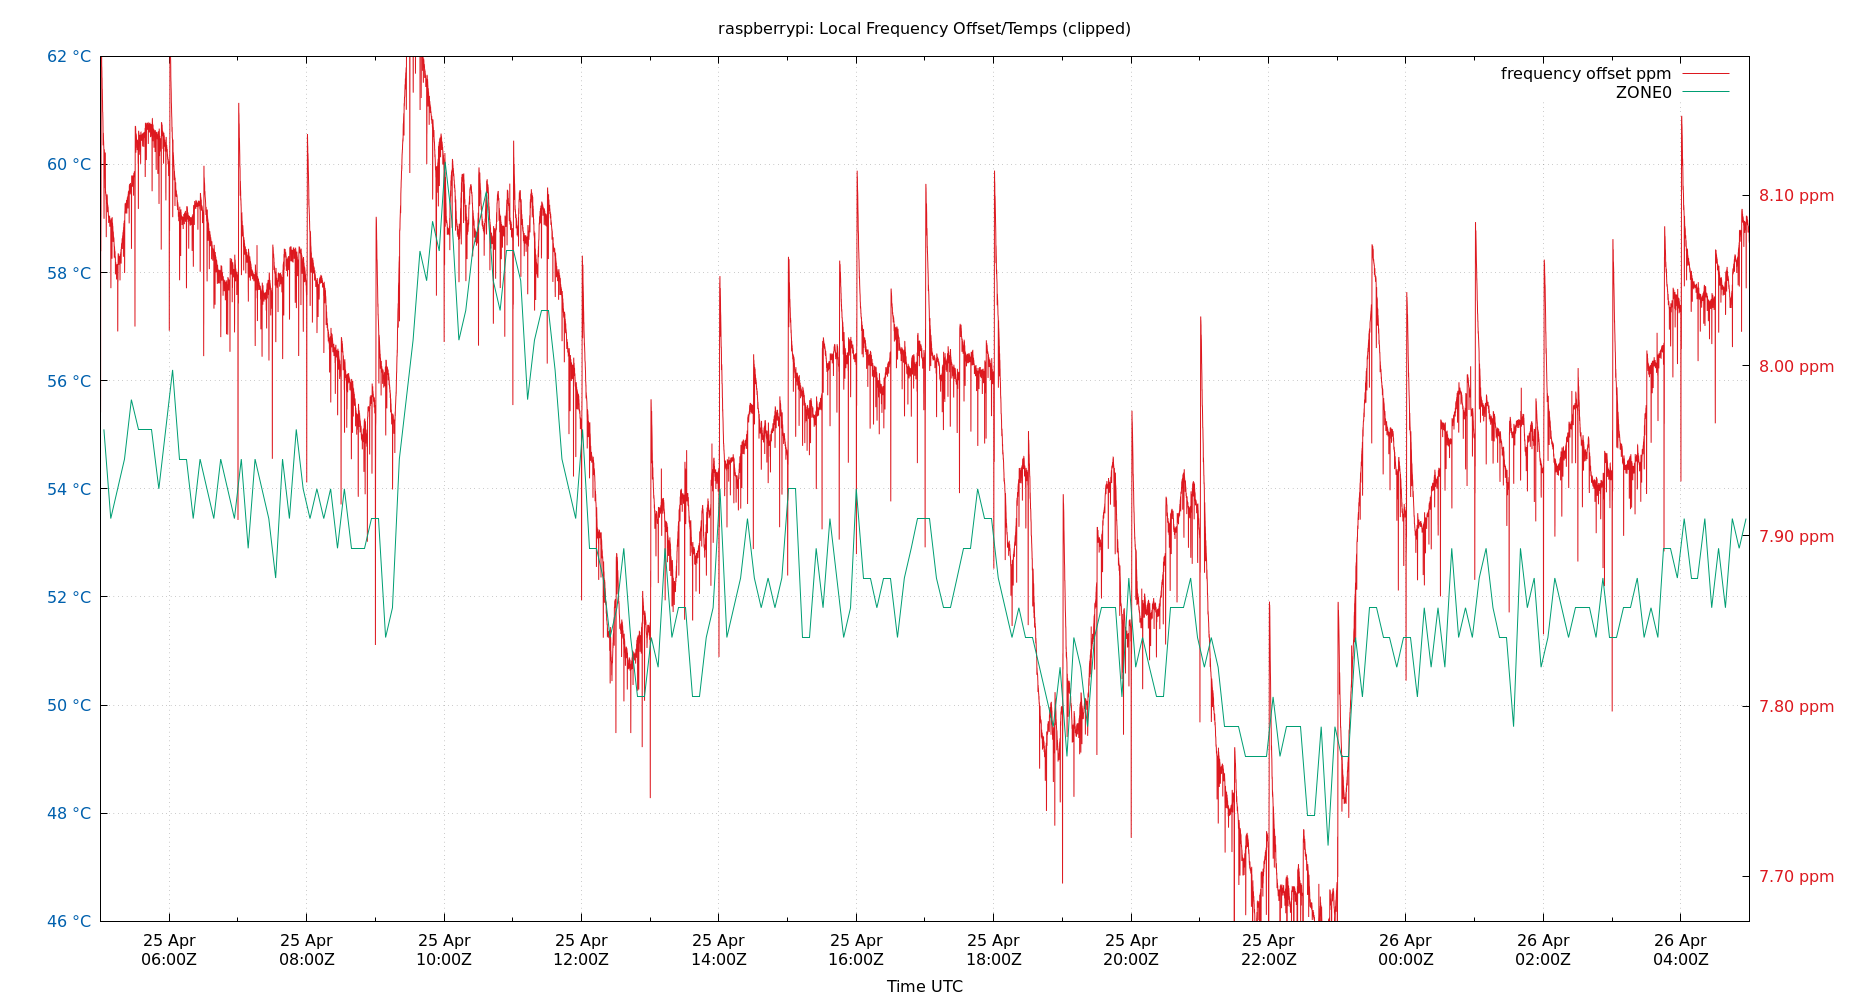 raspberrypi: Local Frequency Offset/Temps (clipped)
frequency offset ppm
ZONE0
62 °C
60 °C
58 °C
56 °C
54 °C
52 °C
50 °C
48 °C
46 °C
8.10 ppm
8.00 ppm
7.90 ppm
7.80 ppm
7.70 ppm
25 Apr 25 Apr 25 Apr 25 Apr 25 Apr 25 Apr 25 Apr 25 Apr 25 Apr 26 Apr 26 Apr 26 Apr
06:00Z 08:00Z 10:00Z 12:00Z 14:00Z 16:00Z 18:00Z 20:00Z 22:00Z 00:00Z 02:00Z 04:00Z
Time UTC